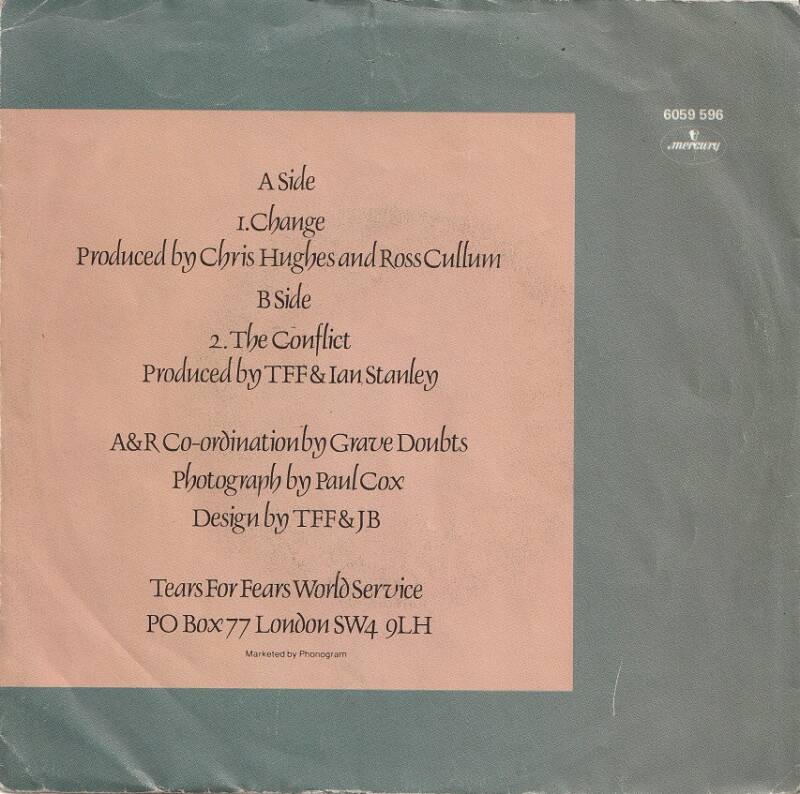 6059 596
mercury
A Side
1. Change
Produced by Chris Hughes and Ross Cullum
B Side
2. The Conflict
Produced by TFF & Ian Stanley
A&R Co-ordination by Grave Doubts
Photograph by Paul Cox
Design by TFF & JB
Tears For Fears World Service
PO Box 77 London SW4 9LH
Marketed by Phonogram